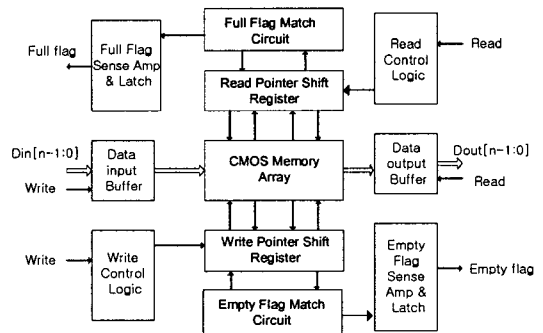 Full Flag Match
Circuit
Full flag
Full Flag
Sense Amp
& Latch
Read
Control
Logic
Read
Read Pointer Shift
Register
Din[n-1:0]
Write
Data
input
Buffer
CMOS Memory
Array
Data
output
Buffer
Dout[n-1:0]
Read
Write
Write
Control
Logic
Write Pointer Shift
Register
Empty
Flag
Sense
Amp &
Latch
Empty flag
Empty Flag Match
Circuit